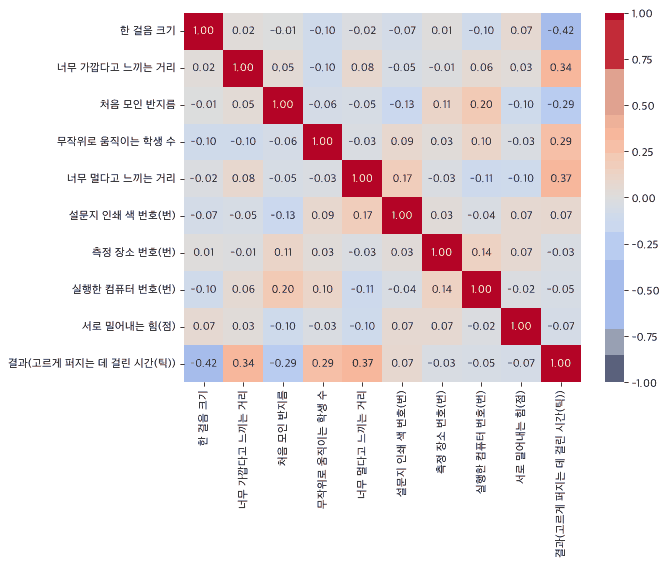 한 걸음 크기 1.00 0.02 -0.01 -0.10 -0.02 -0.07 0.01 -0.10 0.07 -0.42
너무 가깝다고 느끼는 거리 0.02 1.00 0.05 -0.10 0.08 -0.05 -0.01 0.06 0.03 0.34
처음 모인 반지름 -0.01 0.05 1.00 -0.06 -0.05 -0.13 0.11 0.20 -0.10 -0.29
무작위로 움직이는 학생 수 -0.10 -0.10 -0.06 1.00 -0.03 0.09 0.03 0.10 -0.03 0.29
너무 멀다고 느끼는 거리 -0.02 0.08 -0.05 -0.03 1.00 0.17 -0.03 -0.11 -0.10 0.37
설문지 인쇄 색 번호(번) -0.07 -0.05 -0.13 0.09 0.17 1.00 0.03 -0.04 0.07 0.07
측정 장소 번호(번) 0.01 -0.01 0.11 0.03 -0.03 0.03 1.00 0.14 0.07 -0.03
실행한 컴퓨터 번호(번) -0.10 0.06 0.20 0.10 -0.11 -0.04 0.14 1.00 -0.02 -0.05
서로 밀어내는 힘(점) 0.07 0.03 -0.10 -0.03 -0.10 0.07 0.07 -0.02 1.00 -0.07
결과(고르게 퍼지는 데 걸린 시간(틱)) -0.42 0.34 -0.29 0.29 0.37 0.07 -0.03 -0.05 -0.07 1.00
한 걸음 크기
너무 가깝다고 느끼는 거리
처음 모인 반지름
무작위로 움직이는 학생 수
너무 멀다고 느끼는 거리
설문지 인쇄 색 번호(번)
측정 장소 번호(번)
실행한 컴퓨터 번호(번)
서로 밀어내는 힘(점)
결과(고르게 퍼지는 데 걸린 시간(틱))
1.00
0.75
0.50
0.25
0.00
-0.25
-0.50
-0.75
-1.00